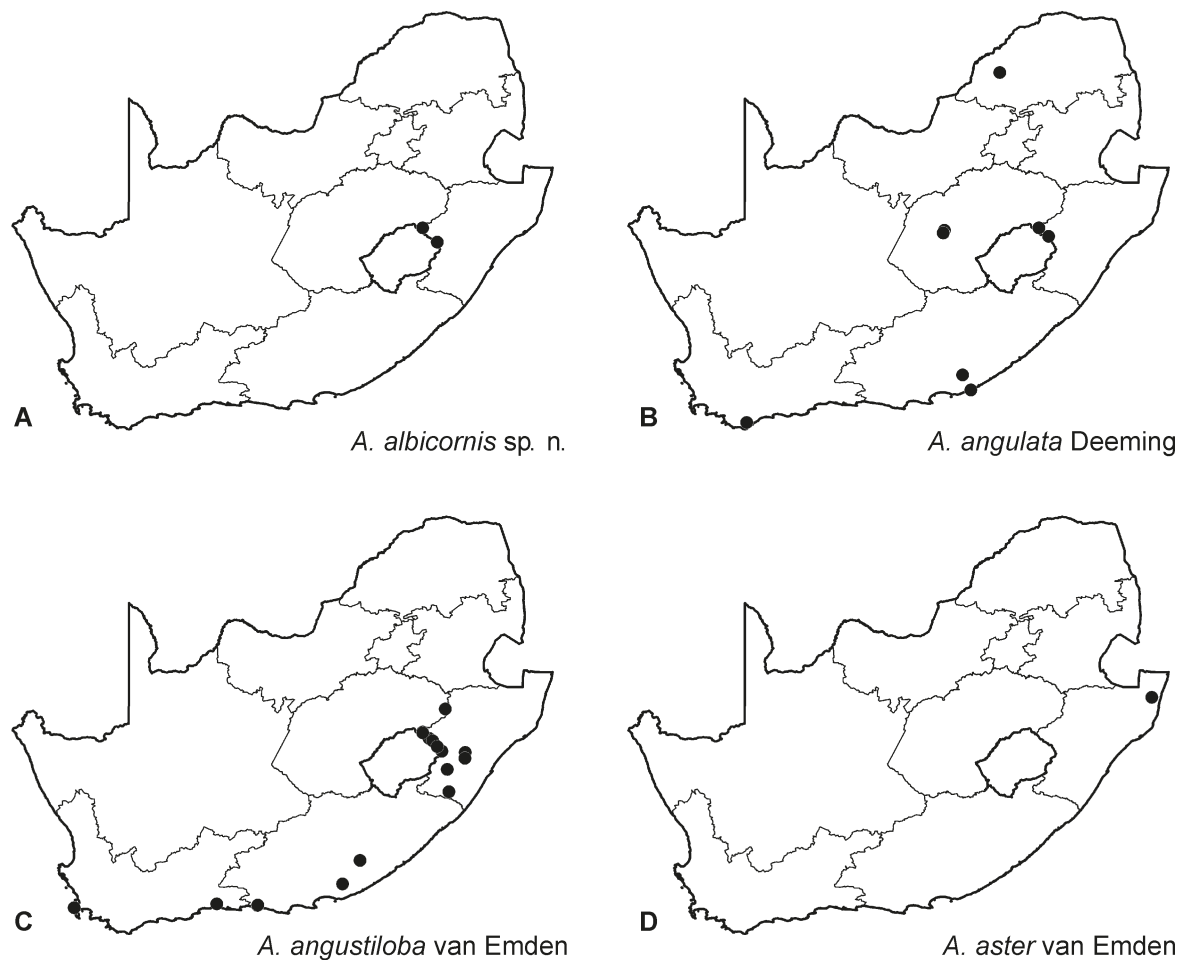 A
A. albicornis sp. n.
B
A. angulata Deeming
C
A. angustiloba van Emden
D
A. aster van Emden